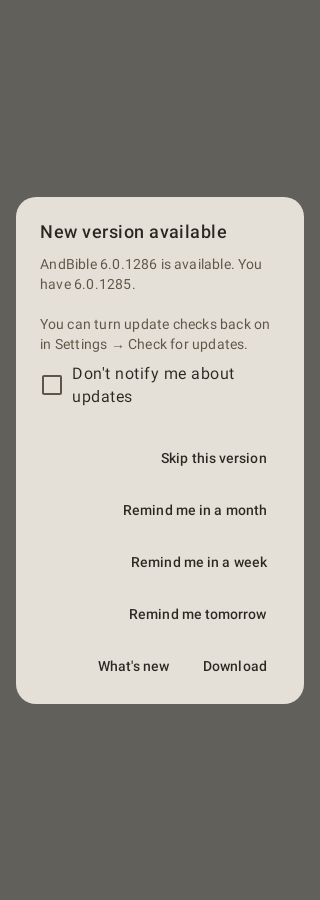 New version available
AndBible 6.0.1286 is available. You
have 6.0.1285.
You can turn update checks back on
in Settings → Check for updates.
Don't notify me about
updates
Skip this version
Remind me in a month
Remind me in a week
Remind me tomorrow
What's new Download